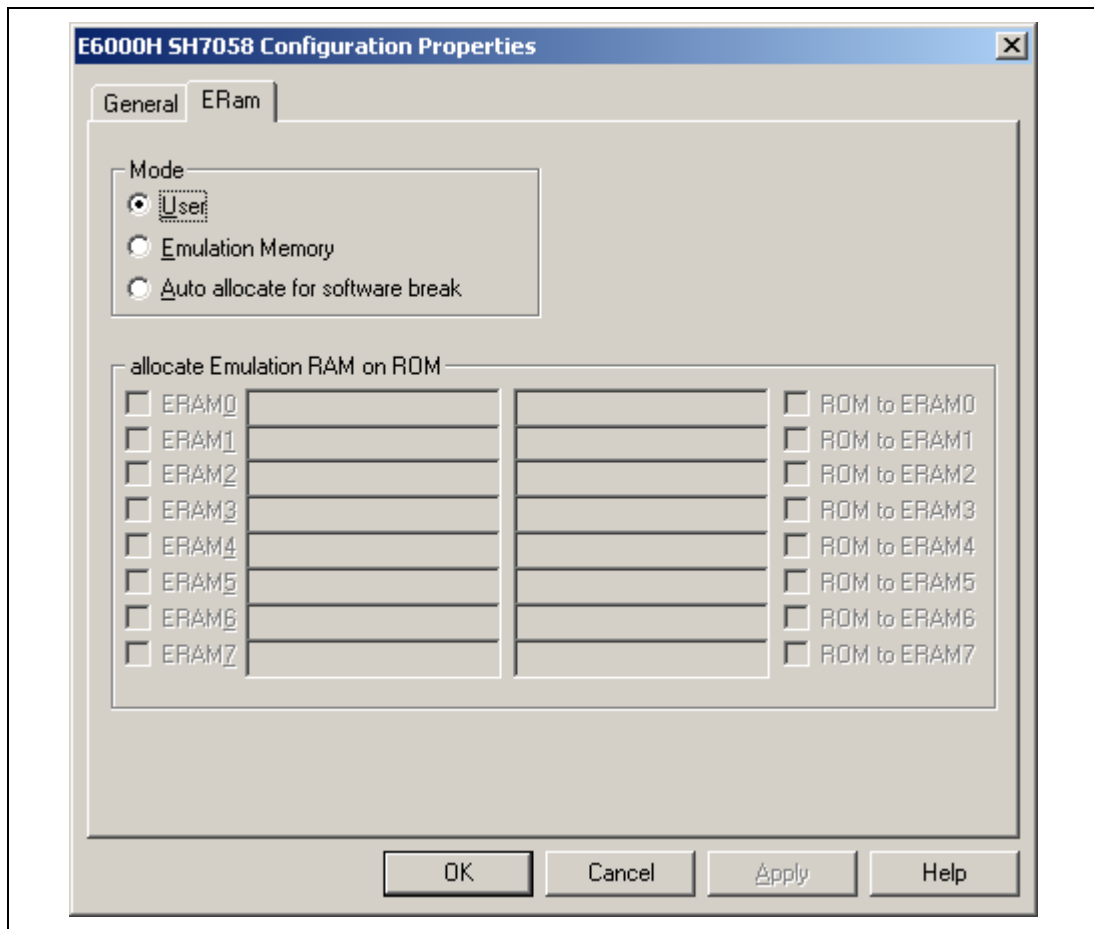 E6000H SH7058 Configuration Properties
General ERam
Mode
User
Emulation Memory
Auto allocate for software break
allocate Emulation RAM on ROM
ERAM0 ROM to ERAM0
ERAM1 ROM to ERAM1
ERAM2 ROM to ERAM2
ERAM3 ROM to ERAM3
ERAM4 ROM to ERAM4
ERAM5 ROM to ERAM5
ERAM6 ROM to ERAM6
ERAM7 ROM to ERAM7
OK Cancel Apply Help